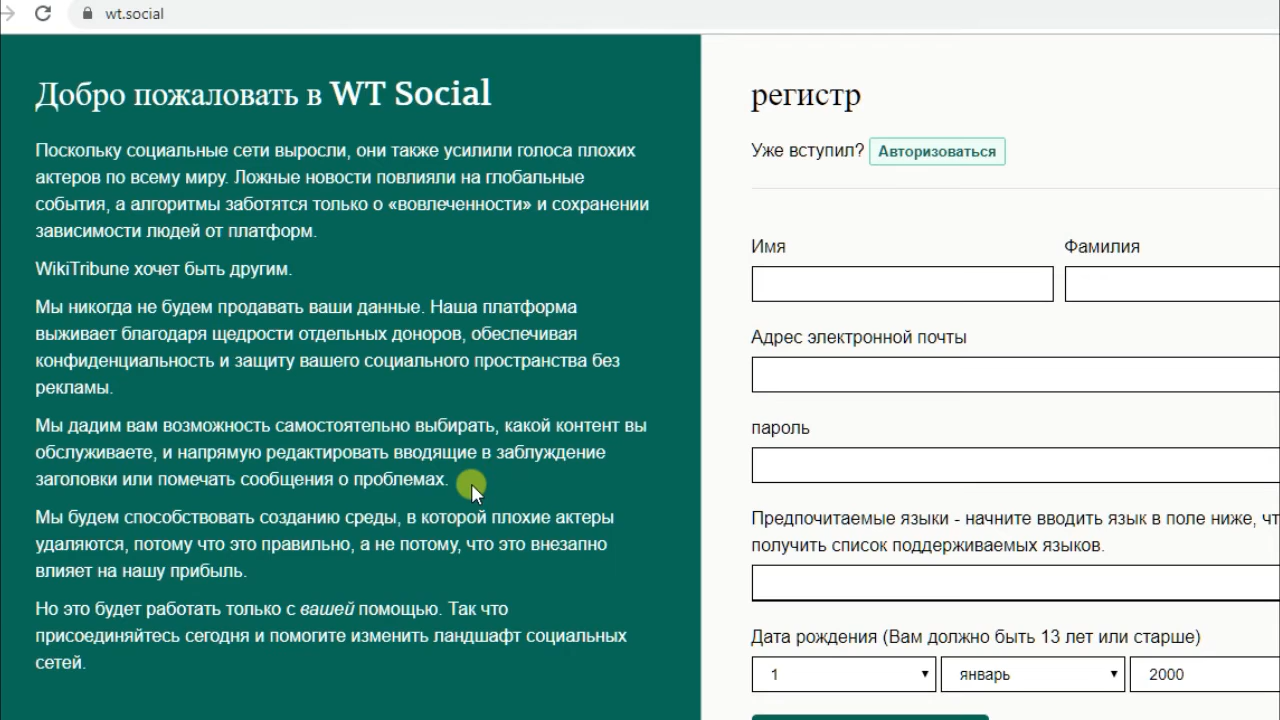 wt.social
Добро пожаловать в WT Social
Поскольку социальные сети выросли, они также усилили голоса плохих
актеров по всему миру. Ложные новости повлияли на глобальные
события, а алгоритмы заботятся только о «вовлеченности» и сохранении
зависимости людей от платформ.
WikiTribune хочет быть другим.
Мы никогда не будем продавать ваши данные. Наша платформа
выживает благодаря щедрости отдельных доноров, обеспечивая
конфиденциальность и защиту вашего социального пространства без
рекламы.
Мы дадим вам возможность самостоятельно выбирать, какой контент вы
обслуживаете, и напрямую редактировать вводящие в заблуждение
заголовки или помечать сообщения о проблемах.
Мы будем способствовать созданию среды, в которой плохие актеры
удаляются, потому что это правильно, а не потому, что это внезапно
влияет на нашу прибыль.
Но это будет работать только с вашей помощью. Так что
присоединяйтесь сегодня и помогите изменить ландшафт социальных
сетей.
регистр
Уже вступил? Авторизоваться
Имя Фамилия
Адрес электронной почты
пароль
Предпочитаемые языки - начните вводить язык в поле ниже, чт
получить список поддерживаемых языков.
Дата рождения (Вам должно быть 13 лет или старше)
1 январь 2000